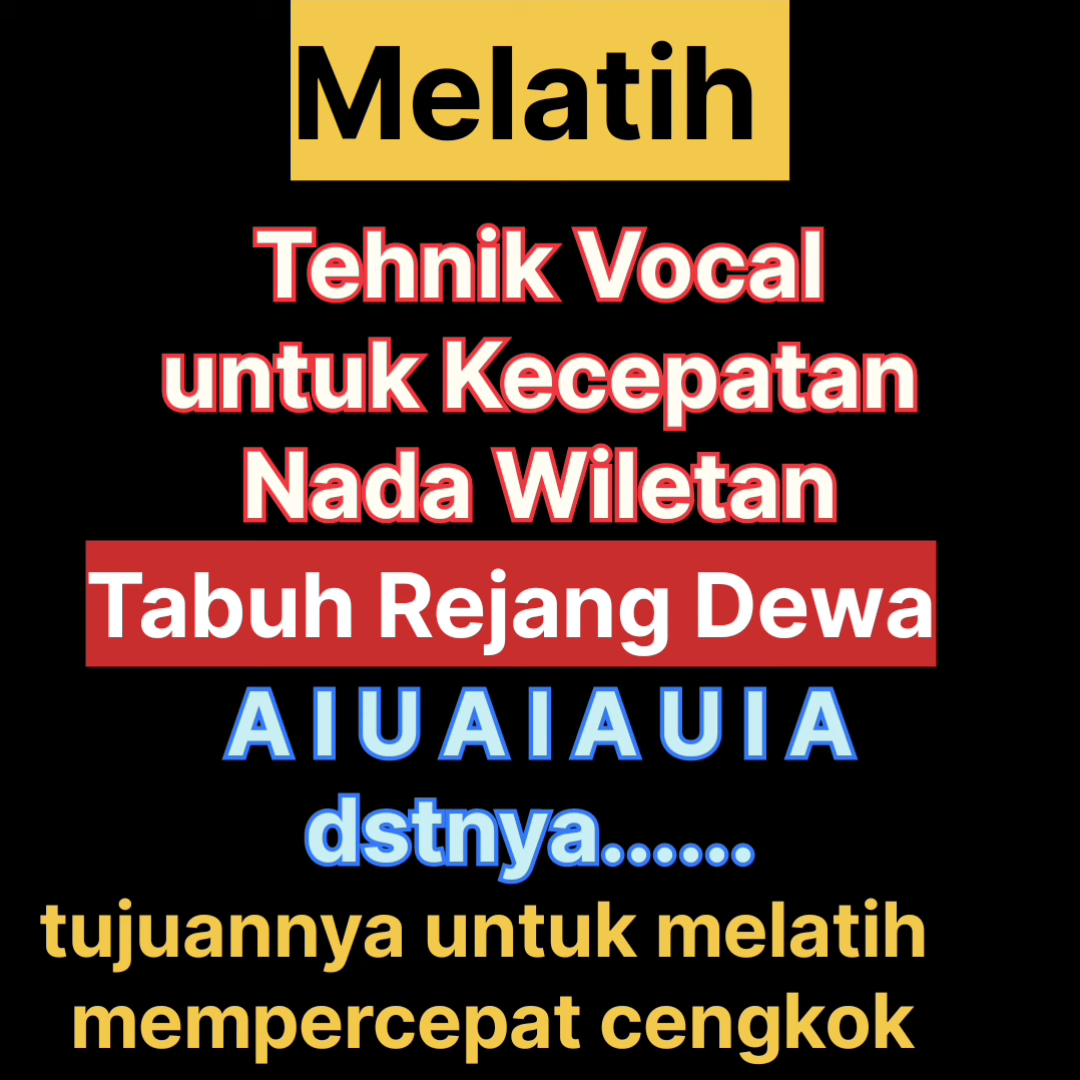 Melatih
Tehnik Vocal
untuk Kecepatan
Nada Wiletan
Tabuh Rejang Dewa
A I U A I A U I A
dstnya......
tujuannya untuk melatih
mempercepat cengkok